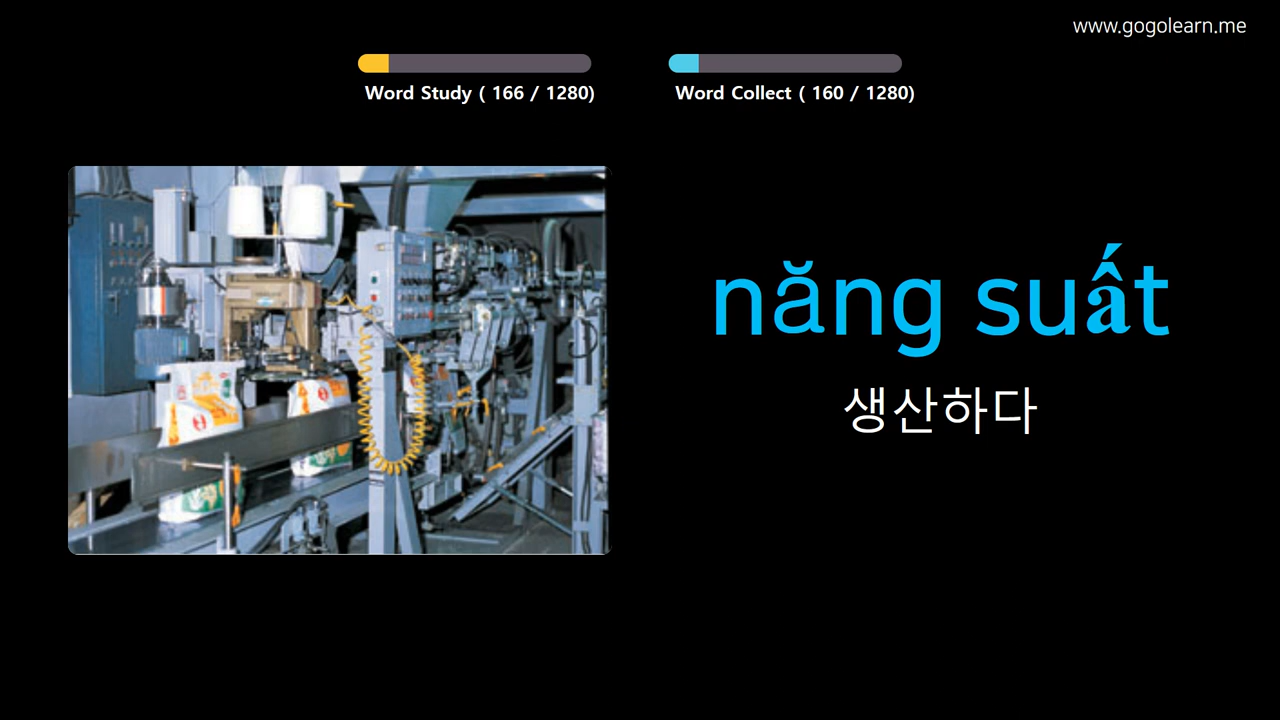 www.gogolearn.me
Word Study ( 166 / 1280)
Word Collect ( 160 / 1280)
năng suất
생산하다